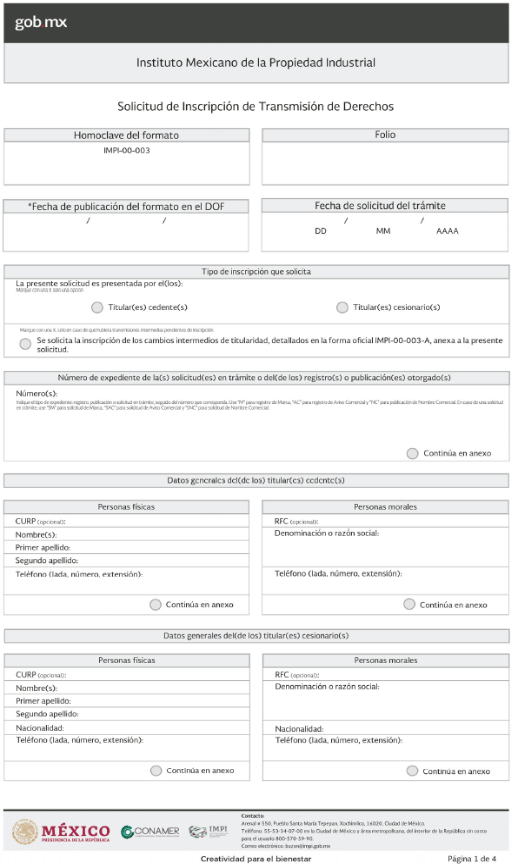 gob.mx
Instituto Mexicano de la Propiedad Industrial
Solicitud de Inscripción de Transmisión de Derechos
Homoclave del formato
IMPI-00-003
Folio
*Fecha de publicación del formato en el DOF
/ /
Fecha de solicitud del trámite
/ /
DD MM AAAA
Tipo de inscripción que solicita
La presente solicitud es presentada por el(los):
Marque con una X solo una opción
Titular(es) cedente(s)
Titular(es) cesionario(s)
Marque con una X, solo en caso de que hubiera transmisiones intermedias pendientes de inscripción.
Se solicita la inscripción de los cambios intermedios de titularidad, detallados en la forma oficial IMPI-00-003-A, anexa a la presente
solicitud.
Número de expediente de la(s) solicitud(es) en trámite o del(de los) registro(s) o publicación(es) otorgado(s)
Número(s):
Indique el tipo de expediente: registro, publicación o solicitud en trámite, seguido del número que corresponda. Use "M" para registro de Marca, "AC" para registro de Aviso Comercial y "NC" para publicación de Nombre Comercial. En caso de una solicitud
en trámite, use "SM" para solicitud de Marca, "SAC" para solicitud de Aviso Comercial y "SNC" para solicitud de Nombre Comercial.
Continúa en anexo
Datos generales del(de los) titular(es) cedente(s)
Personas físicas
CURP (opcional):
Nombre(s):
Primer apellido:
Segundo apellido:
Teléfono (lada, número, extensión):
Continúa en anexo
Personas morales
RFC (opcional):
Denominación o razón social:
Teléfono (lada, número, extensión):
Continúa en anexo
Datos generales del(de los) titular(es) cesionario(s)
Personas físicas
CURP (opcional):
Nombre(s):
Primer apellido:
Segundo apellido:
Nacionalidad:
Teléfono (lada, número, extensión):
Continúa en anexo
Personas morales
RFC (opcional):
Denominación o razón social:
Nacionalidad:
Teléfono (lada, número, extensión):
Continúa en anexo
MÉXICO
PRESIDENCIA DE LA REPÚBLICA
CONAMER
IMPI
Contacto
Arenal # 550, Pueblo Santa María Tepepan, Xochimilco, 16020, Ciudad de México.
Teléfono: 55-53-34-07-00 en la Ciudad de México y área metropolitana, del interior de la República sin costo
para el usuario 800-570-59-90.
Correo electrónico: buzon@impi.gob.mx
Creatividad para el bienestar
Página 1 de 4